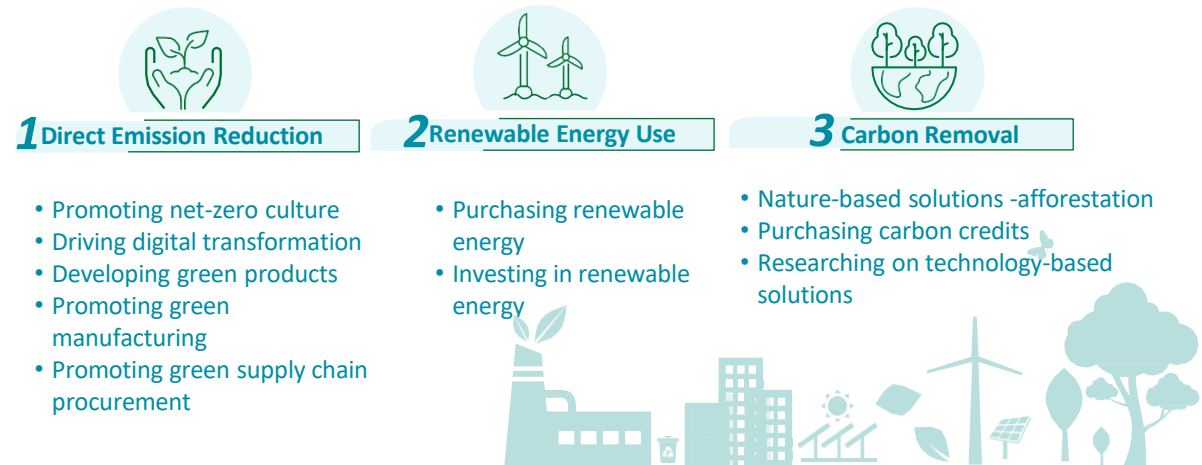 1 Direct Emission Reduction
• Promoting net-zero culture
• Driving digital transformation
• Developing green products
• Promoting green
manufacturing
• Promoting green supply chain
procurement
2 Renewable Energy Use
• Purchasing renewable
energy
• Investing in renewable
energy
3 Carbon Removal
• Nature-based solutions -afforestation
• Purchasing carbon credits
• Researching on technology-based
solutions